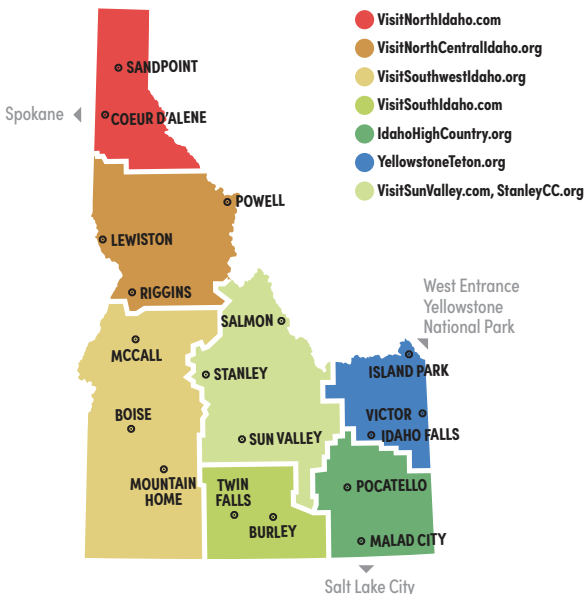 VisitNorthIdaho.com
VisitNorthCentralIdaho.org
VisitSouthwestIdaho.org
VisitSouthIdaho.com
IdahoHighCountry.org
YellowstoneTeton.org
VisitSunValley.com, StanleyCC.org
SANDPOINT
Spokane
COEUR D'ALENE
POWELL
LEWISTON
RIGGINS
West Entrance
Yellowstone
National Park
SALMON
MCCALL
ISLAND PARK
STANLEY
BOISE
VICTOR
SUN VALLEY
IDAHO FALLS
MOUNTAIN
HOME
TWIN
FALLS
POCATELLO
BURLEY
MALAD CITY
Salt Lake City